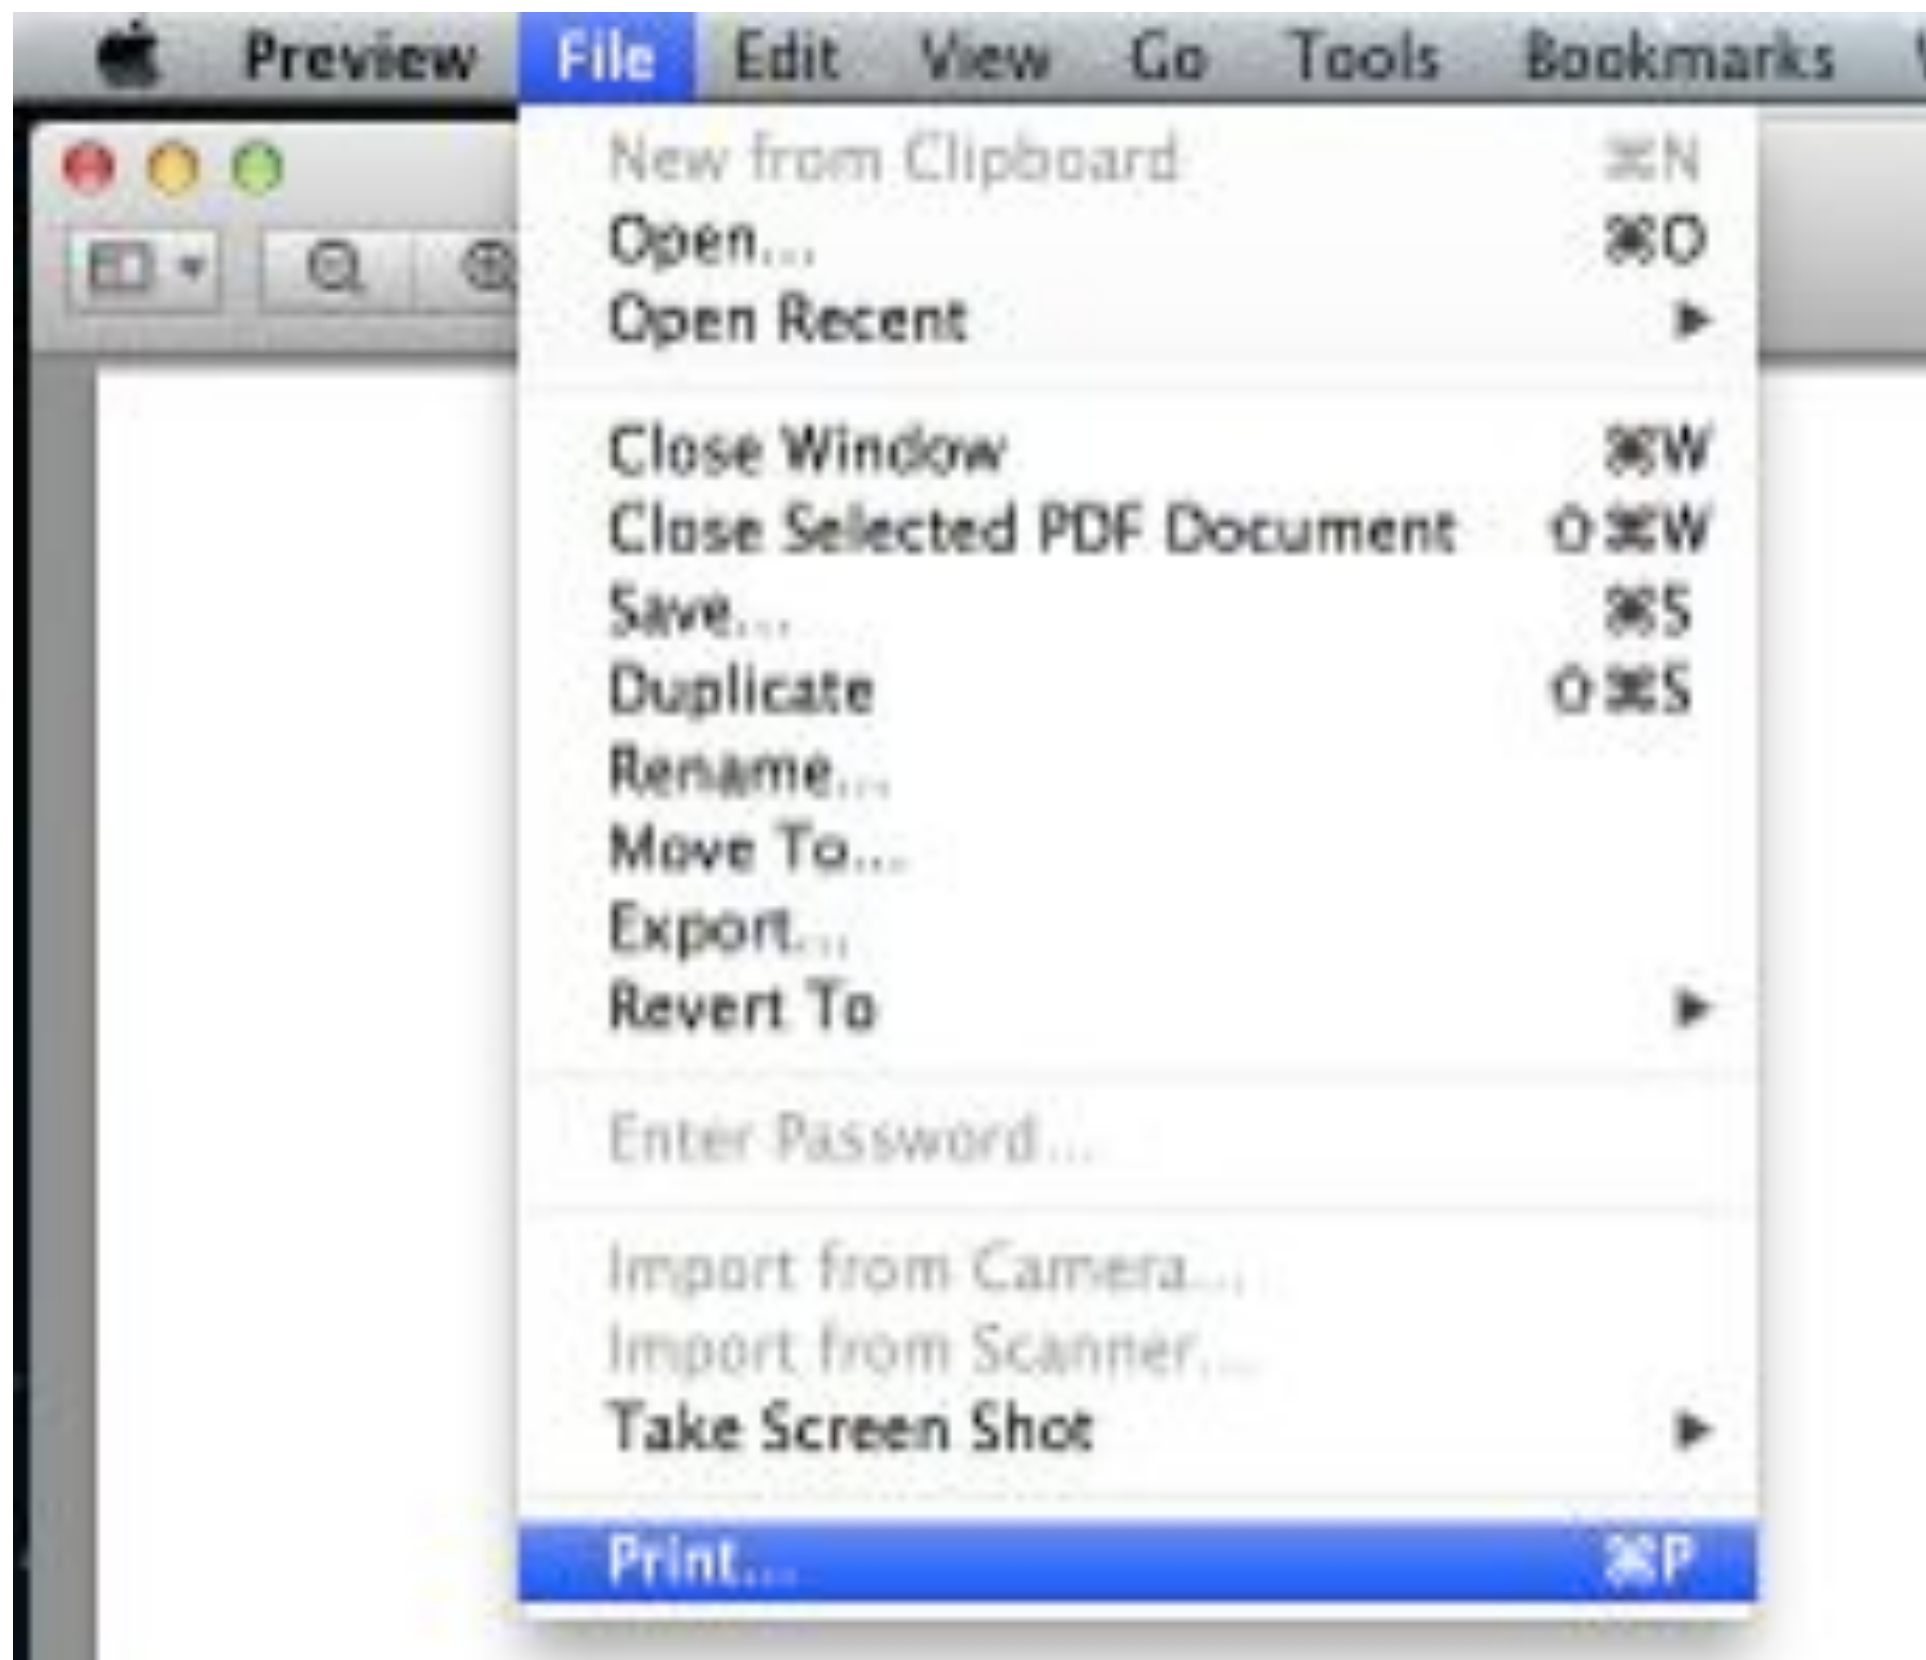 Preview File Edit View Go Tools Bookmarks
New from Clipboard ⌘N
Open... ⌘O
Open Recent ▶
Close Window ⌘W
Close Selected PDF Document ⇧⌘W
Save... ⌘S
Duplicate ⇧⌘S
Rename...
Move To...
Export...
Revert To ▶
Enter Password...
Import from Camera...
Import from Scanner...
Take Screen Shot ▶
Print... ⌘P